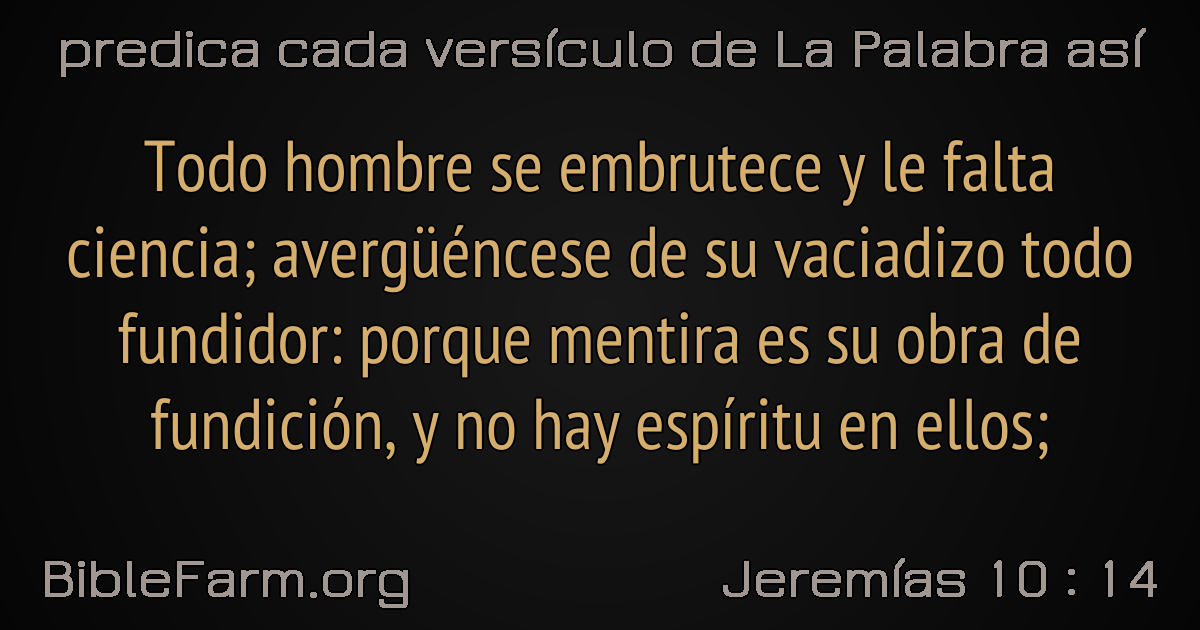 predica cada versículo de La Palabra así
Todo hombre se embrutece y le falta
ciencia; avergüéncese de su vaciadizo todo
fundidor: porque mentira es su obra de
fundición, y no hay espíritu en ellos;
BibleFarm.org
Jeremías 10 : 14